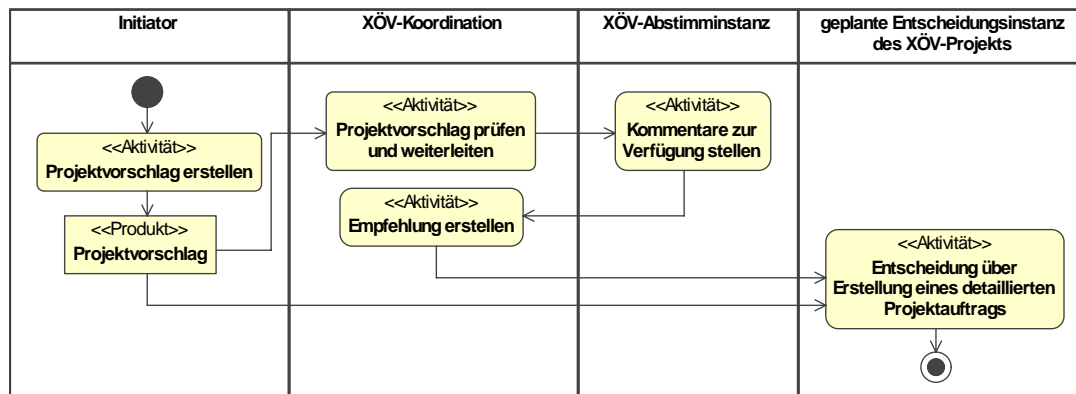 Initiator
XÖV-Koordination
XÖV-Abstimminstanz
geplante Entscheidungsinstanz
des XÖV-Projekts
<<Aktivität>>
Projektvorschlag erstellen
<<Produkt>>
Projektvorschlag
<<Aktivität>>
Projektvorschlag prüfen
und weiterleiten
<<Aktivität>>
Empfehlung erstellen
<<Aktivität>>
Kommentare zur
Verfügung stellen
<<Aktivität>>
Entscheidung über
Erstellung eines detaillierten
Projektauftrags